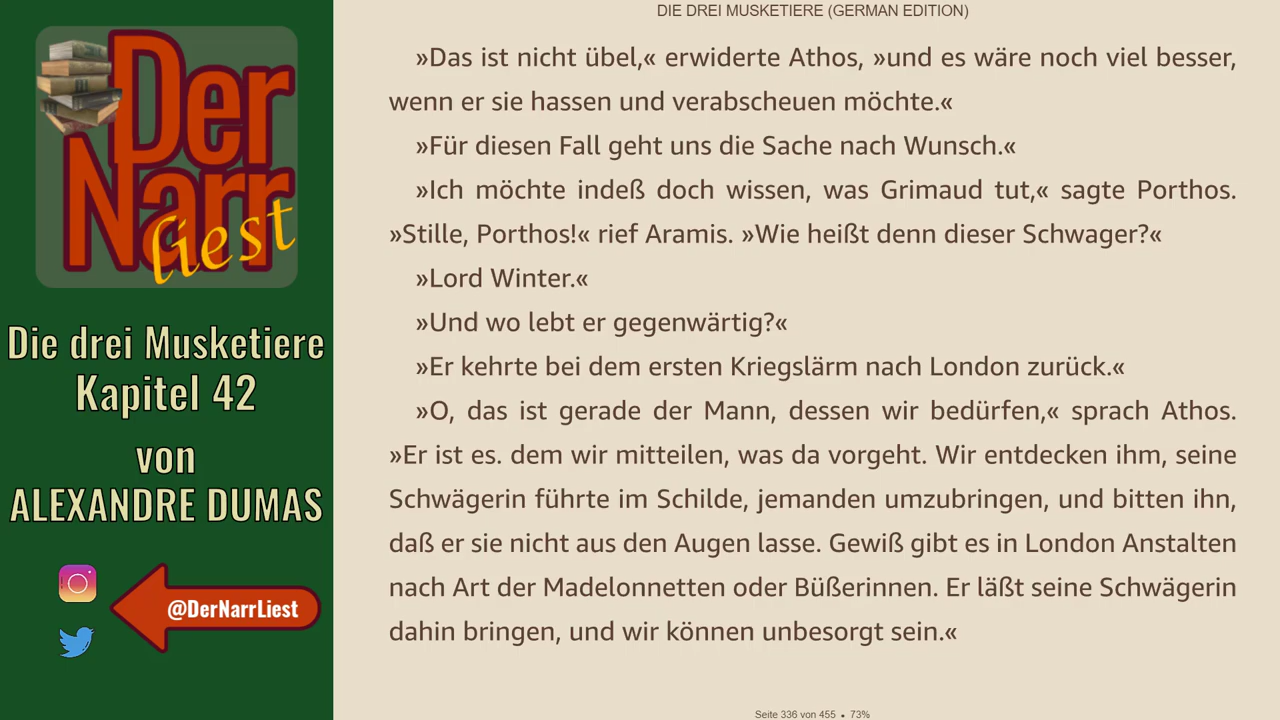 Der
Narr
liest
Die drei Musketiere
Kapitel 42
von
ALEXANDRE DUMAS
@DerNarrLiest
DIE DREI MUSKETIERE (GERMAN EDITION)
»Das ist nicht übel,« erwiderte Athos, »und es wäre noch viel besser,
wenn er sie hassen und verabscheuen möchte.«
»Für diesen Fall geht uns die Sache nach Wunsch.«
»Ich möchte indeß doch wissen, was Grimaud tut,« sagte Porthos.
»Stille, Porthos!« rief Aramis. »Wie heißt denn dieser Schwager?«
»Lord Winter.«
»Und wo lebt er gegenwärtig?«
»Er kehrte bei dem ersten Kriegslärm nach London zurück.«
»O, das ist gerade der Mann, dessen wir bedürfen,« sprach Athos.
»Er ist es. dem wir mitteilen, was da vorgeht. Wir entdecken ihm, seine
Schwägerin führte im Schilde, jemanden umzubringen, und bitten ihn,
daß er sie nicht aus den Augen lasse. Gewiß gibt es in London Anstalten
nach Art der Madelonnetten oder Büßerinnen. Er läßt seine Schwägerin
dahin bringen, und wir können unbesorgt sein.«
Seite 336 von 455 • 73%